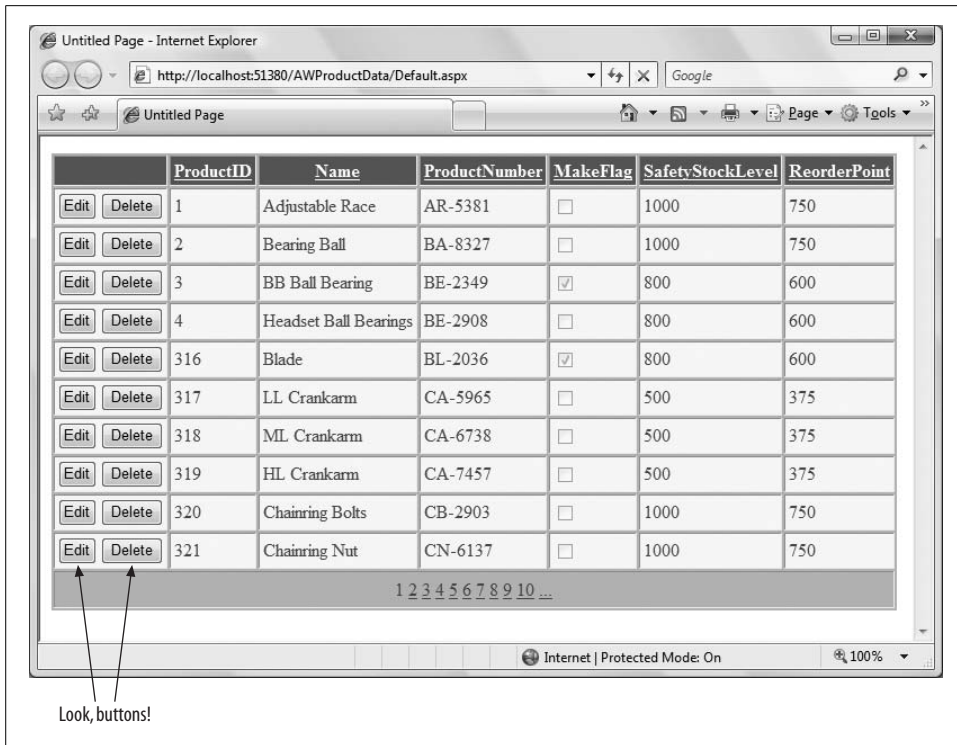 Untitled Page - Internet Explorer
http://localhost:51380/AWProductData/Default.aspx
Google
Untitled Page
Page Tools
ProductID Name ProductNumber MakeFlag SafetyStockLevel ReorderPoint
Edit Delete 1 Adjustable Race AR-5381 1000 750
Edit Delete 2 Bearing Ball BA-8327 1000 750
Edit Delete 3 BB Ball Bearing BE-2349 800 600
Edit Delete 4 Headset Ball Bearings BE-2908 800 600
Edit Delete 316 Blade BL-2036 800 600
Edit Delete 317 LL Crankarm CA-5965 500 375
Edit Delete 318 ML Crankarm CA-6738 500 375
Edit Delete 319 HL Crankarm CA-7457 500 375
Edit Delete 320 Chainring Bolts CB-2903 1000 750
Edit Delete 321 Chainring Nut CN-6137 1000 750
1 2 3 4 5 6 7 8 9 10 ...
Internet | Protected Mode: On 100%
Look, buttons!